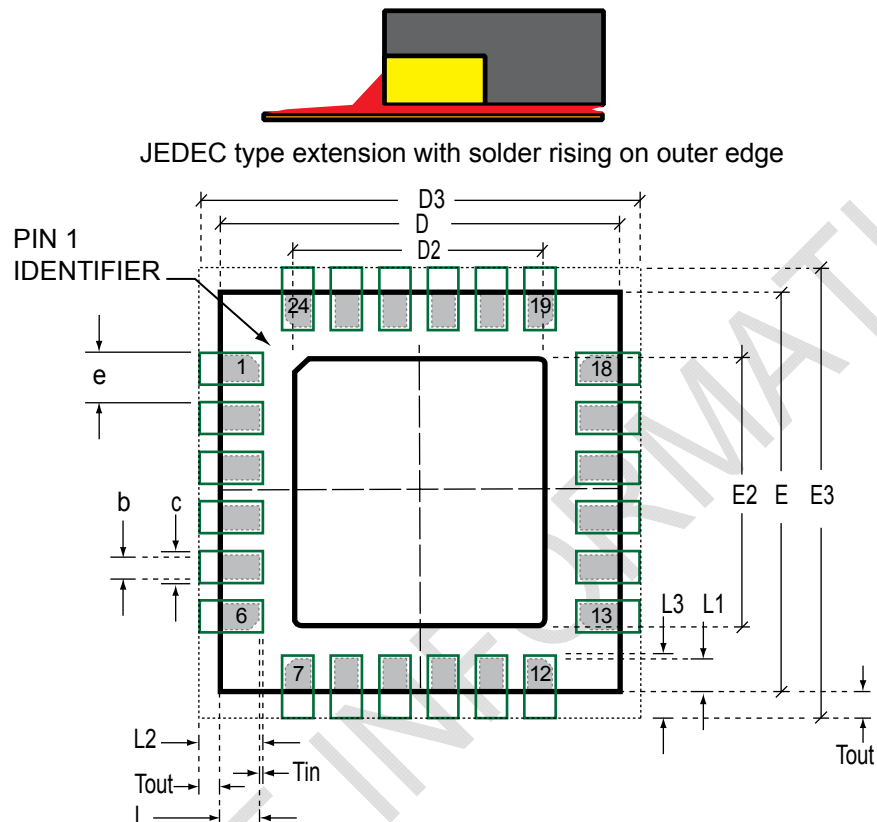 JEDEC type extension with solder rising on outer edge
D3
D
D2
PIN 1
IDENTIFIER
24
19
1
18
e
E2
E
E3
b
c
L3
L1
6
13
7
12
L2
Tin
Tout
Tout
L
INFORMATI